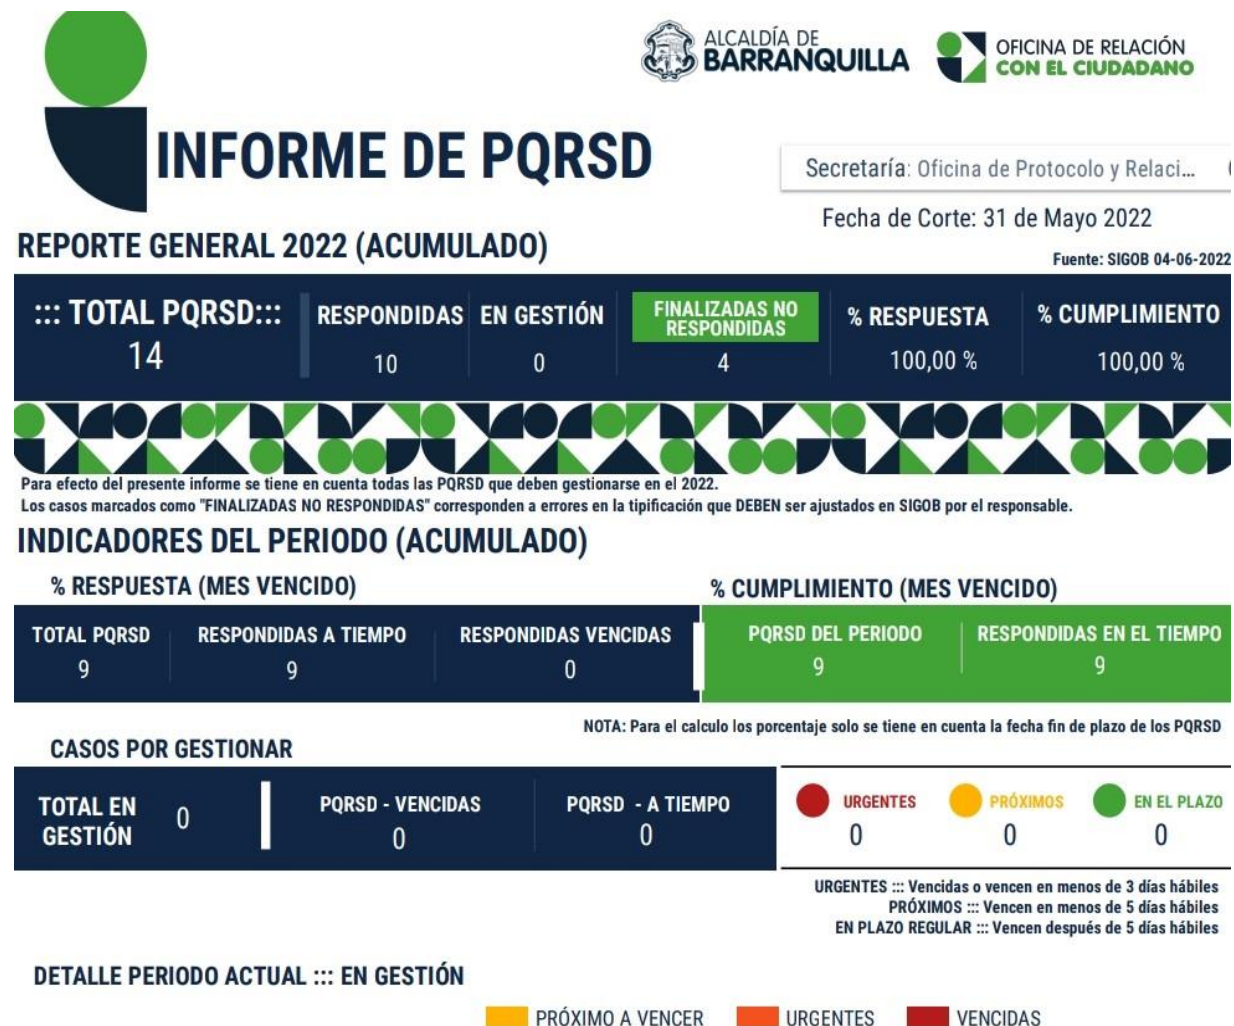 ALCALDÍA DE
BARRANQUILLA
OFICINA DE RELACIÓN
CON EL CIUDADANO
INFORME DE PQRSD
Secretaría: Oficina de Protocolo y Relaci...
Fecha de Corte: 31 de Mayo 2022
REPORTE GENERAL 2022 (ACUMULADO)
Fuente: SIGOB 04-06-2022
::: TOTAL PQRSD:::
14
RESPONDIDAS
10
EN GESTIÓN
0
FINALIZADAS NO
RESPONDIDAS
4
% RESPUESTA
100,00 %
% CUMPLIMIENTO
100,00 %
Para efecto del presente informe se tiene en cuenta todas las PQRSD que deben gestionarse en el 2022.
Los casos marcados como "FINALIZADAS NO RESPONDIDAS" corresponden a errores en la tipificación que DEBEN ser ajustados en SIGOB por el responsable.
INDICADORES DEL PERIODO (ACUMULADO)
% RESPUESTA (MES VENCIDO)
TOTAL PQRSD
9
RESPONDIDAS A TIEMPO
9
RESPONDIDAS VENCIDAS
0
% CUMPLIMIENTO (MES VENCIDO)
PQRSD DEL PERIODO
9
RESPONDIDAS EN EL TIEMPO
9
NOTA: Para el calculo los porcentaje solo se tiene en cuenta la fecha fin de plazo de los PQRSD
CASOS POR GESTIONAR
TOTAL EN
GESTIÓN
0
PQRSD - VENCIDAS
0
PQRSD - A TIEMPO
0
URGENTES
0
PRÓXIMOS
0
EN EL PLAZO
0
URGENTES ::: Vencidas o vencen en menos de 3 días hábiles
PRÓXIMOS ::: Vencen en menos de 5 días hábiles
EN PLAZO REGULAR ::: Vencen después de 5 días hábiles
DETALLE PERIODO ACTUAL ::: EN GESTIÓN
PRÓXIMO A VENCER
URGENTES
VENCIDAS